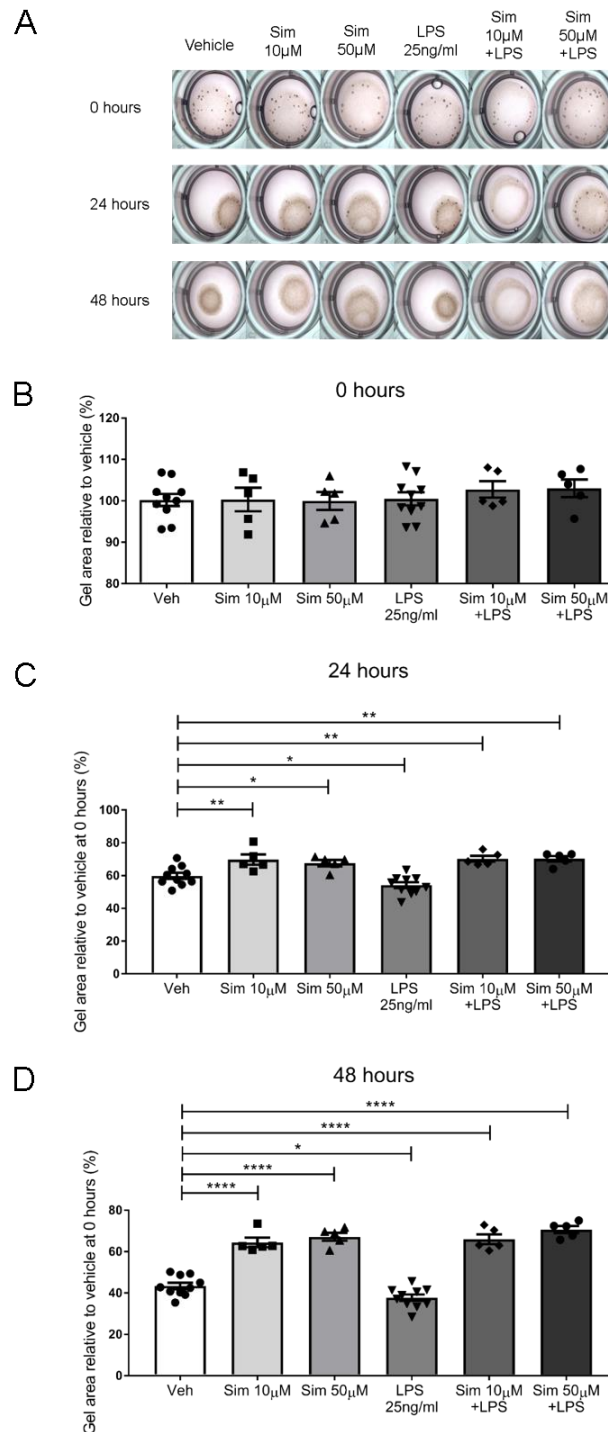 A
Vehicle
Sim
10µM
Sim
50µM
LPS
25ng/ml
Sim
10µM
+LPS
Sim
50µM
+LPS
0 hours
24 hours
48 hours
B
0 hours
Gel area relative to vehicle (%)
120
110
100
90
80
Veh
Sim 10μM
Sim 50μM
LPS
25ng/ml
Sim 10μM
+LPS
Sim 50μM
+LPS
C
24 hours
**
**
*
*
**
Gel area relative to vehicle at 0 hours (%)
100
80
60
40
20
0
Veh
Sim 10μM
Sim 50μM
LPS
25ng/ml
Sim 10μM
+LPS
Sim 50μM
+LPS
D
48 hours
****
****
*
****
****
Gel area relative to vehicle at 0 hours (%)
80
60
40
20
0
Veh
Sim 10μM
Sim 50μM
LPS
25ng/ml
Sim 10μM
+LPS
Sim 50μM
+LPS